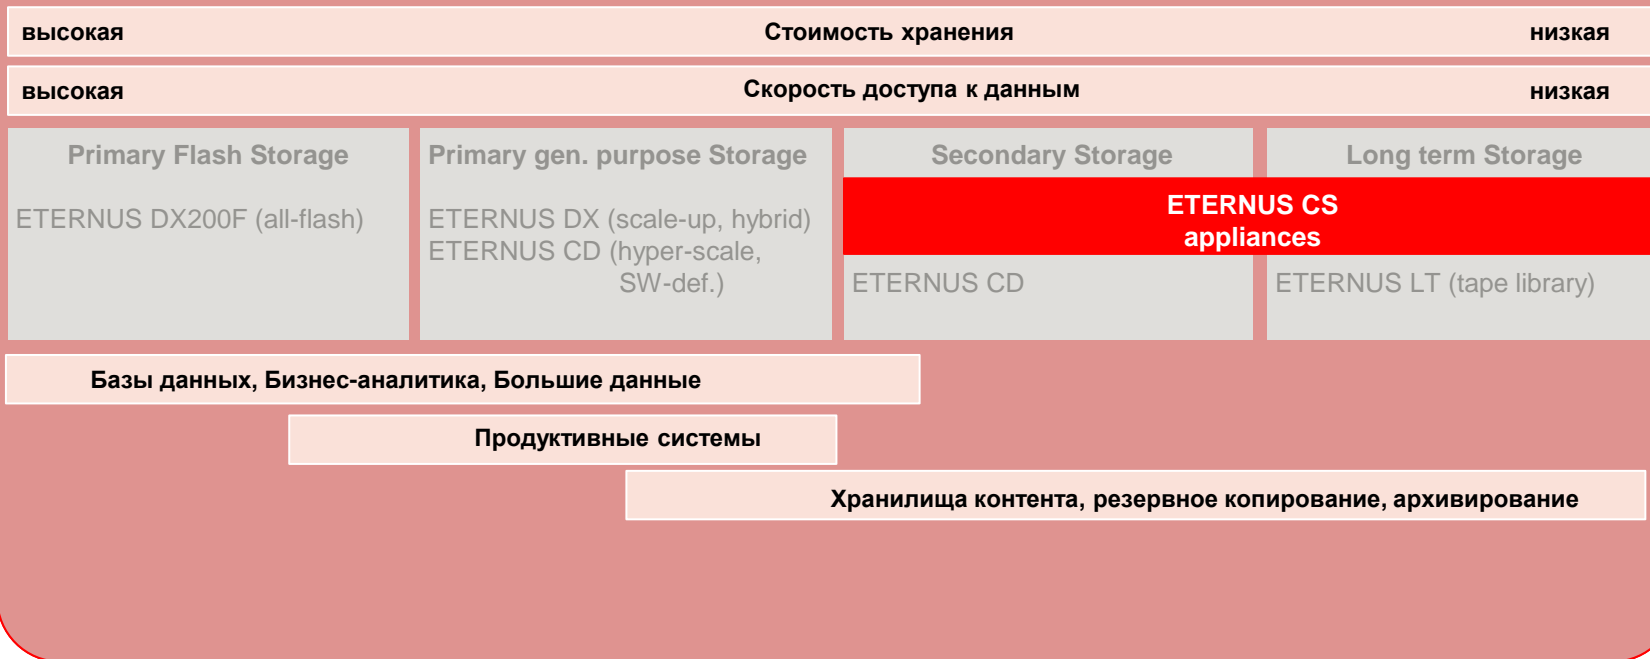 высокая Стоимость хранения низкая
высокая Скорость доступа к данным низкая
Primary Flash Storage
ETERNUS DX200F (all-flash)
Primary gen. purpose Storage
ETERNUS DX (scale-up, hybrid)
ETERNUS CD (hyper-scale,
SW-def.)
Secondary Storage
Long term Storage
ETERNUS CS
appliances
ETERNUS CD
ETERNUS LT (tape library)
Базы данных, Бизнес-аналитика, Большие данные
Продуктивные системы
Хранилища контента, резервное копирование, архивирование